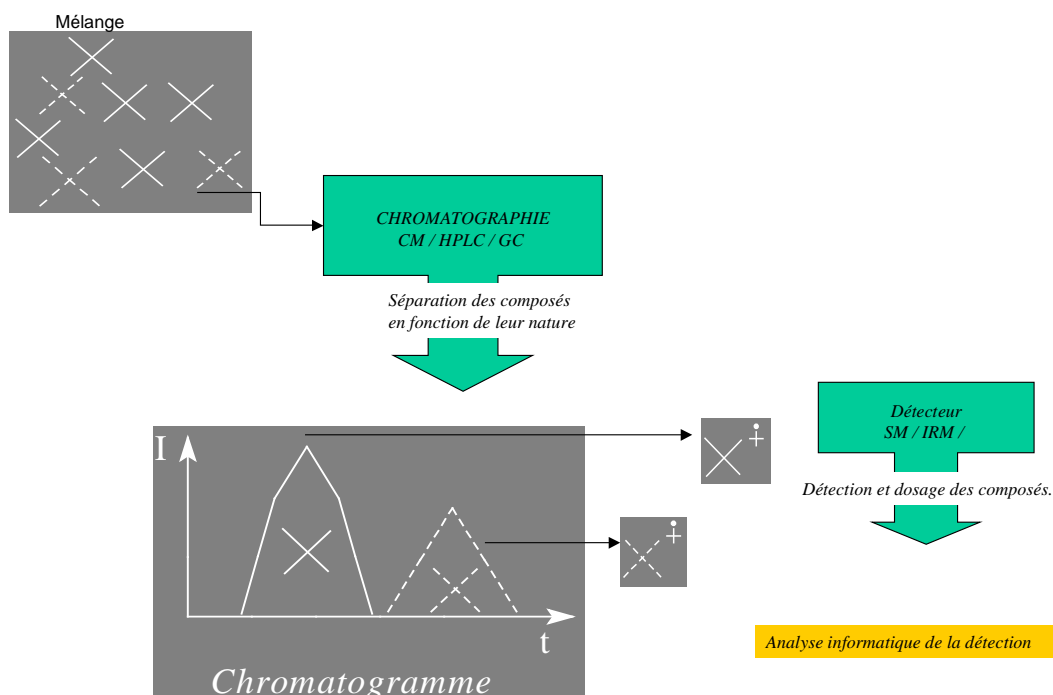 Mélange
CHROMATOGRAPHIE
CM / HPLC / GC
Séparation des composés
en fonction de leur nature
Détecteur
SM / IRM /
Détection et dosage des composés.
I
t
Chromatogramme
Analyse informatique de la détection